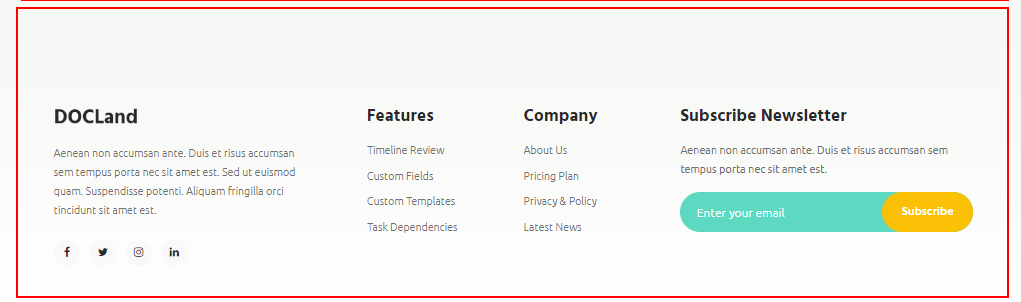 DOCLand
Aenean non accumsan ante. Duis et risus accumsan
sem tempus porta nec sit amet est. Sed ut euismod
quam. Suspendisse potenti. Aliquam fringilla orci
tincidunt sit amet est.
Features
Timeline Review
Custom Fields
Custom Templates
Task Dependencies
Company
About Us
Pricing Plan
Privacy & Policy
Latest News
Subscribe Newsletter
Aenean non accumsan ante. Duis et risus accumsan sem
tempus porta nec sit amet est.
Enter your email
Subscribe